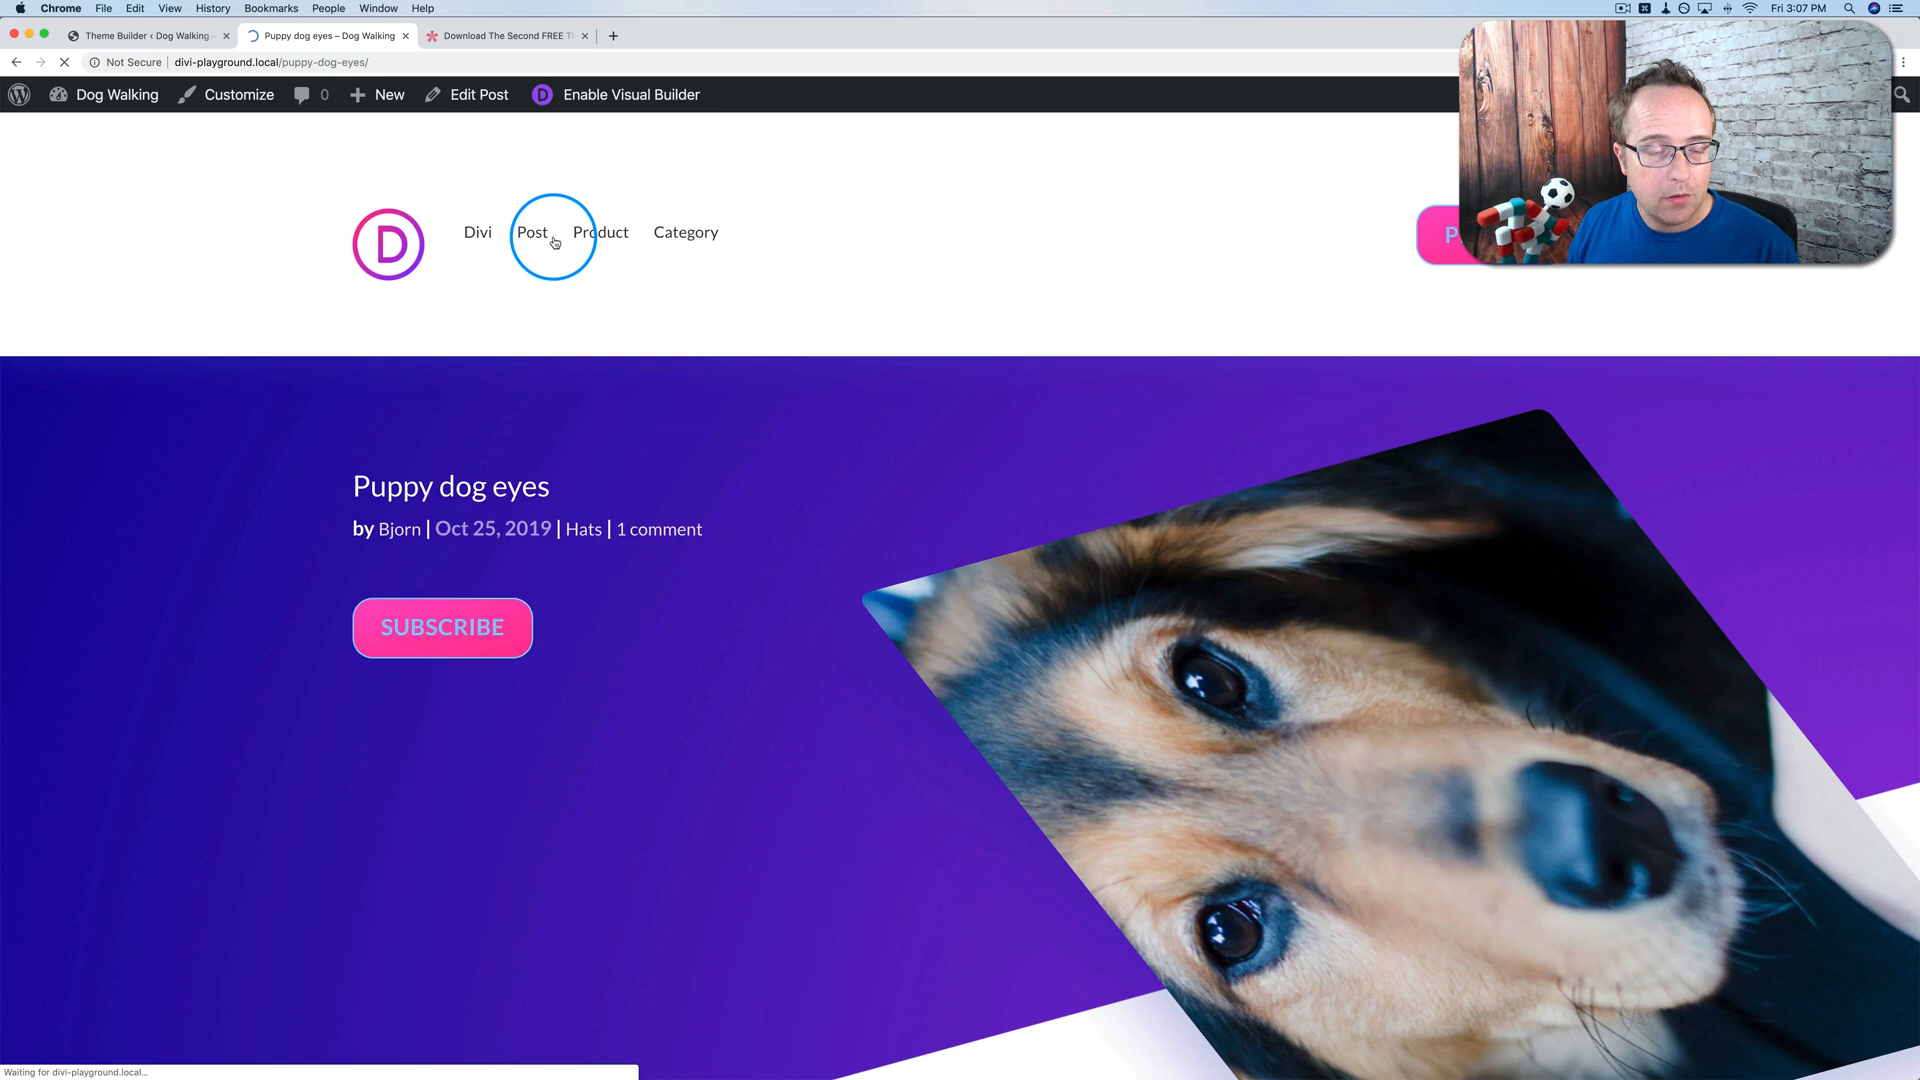 Chrome File Edit View History Bookmarks People Window Help
Fri 3:07 PM
Theme Builder ‹ Dog Walking
Puppy dog eyes – Dog Walking
Download The Second FREE
Not Secure
divi-playground.local/puppy-dog-eyes/
Dog Walking
Customize
0
New
Edit Post
D
Enable Visual Builder
D
Divi
Post
Product
Category
Puppy dog eyes
by Bjorn | Oct 25, 2019 | Hats | 1 comment
SUBSCRIBE
Waiting for divi-playground.local...